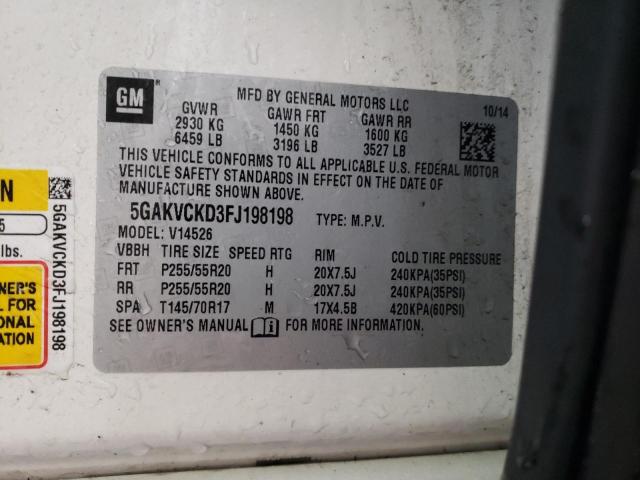 GM
MFD BY GENERAL MOTORS LLC
10/14
GVWR GAWR FRT GAWR RR
2930 KG 1450 KG 1600 KG
6459 LB 3196 LB 3527 LB
THIS VEHICLE CONFORMS TO ALL APPLICABLE U.S. FEDERAL MOTOR
VEHICLE SAFETY STANDARDS IN EFFECT ON THE DATE OF
MANUFACTURE SHOWN ABOVE.
5GAKVCKD3FJ198198 TYPE: M.P.V.
MODEL: V14526
VBBH TIRE SIZE SPEED RTG RIM COLD TIRE PRESSURE
FRT P255/55R20 H 20X7.5J 240KPA(35PSI)
RR P255/55R20 H 20X7.5J 240KPA(35PSI)
SPA T145/70R17 M 17X4.5B 420KPA(60PSI)
SEE OWNER'S MANUAL FOR MORE INFORMATION.
5GAKVCKD3FJ198198
lbs.
FOR